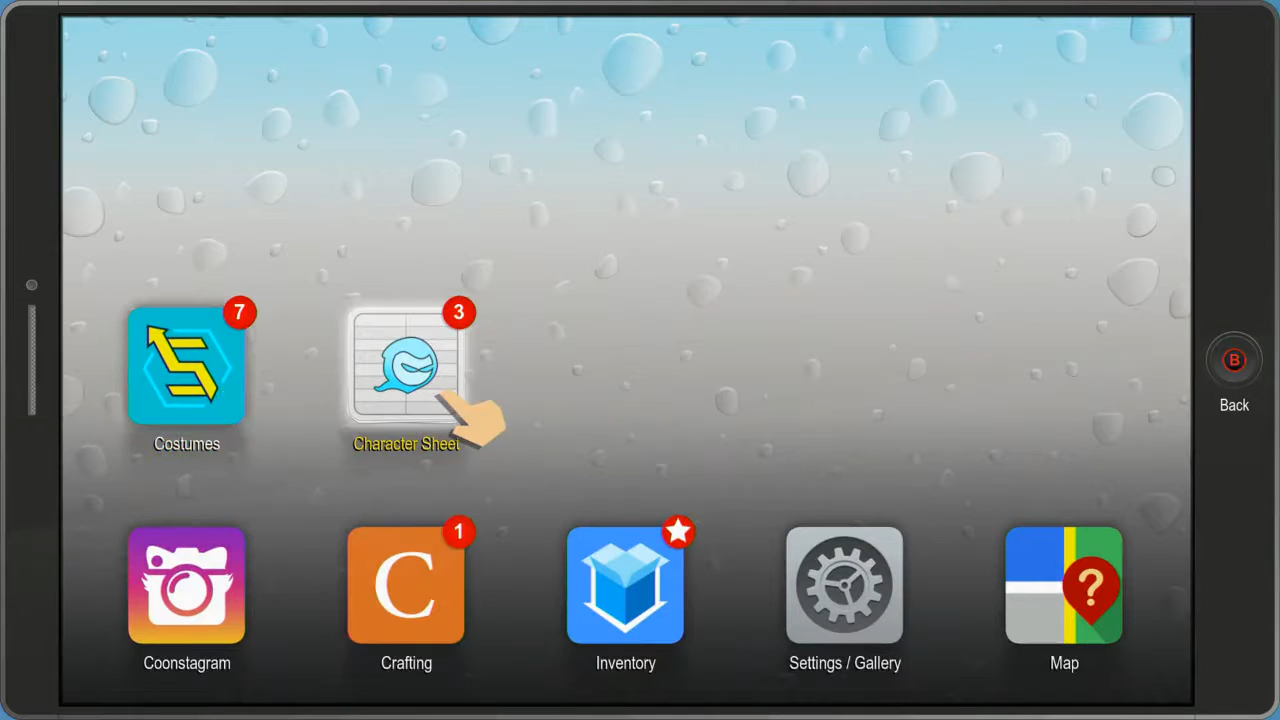 7
3
B
Back
Costumes
Character Sheet
1
C
?
Coonstagram
Crafting
Inventory
Settings / Gallery
Map